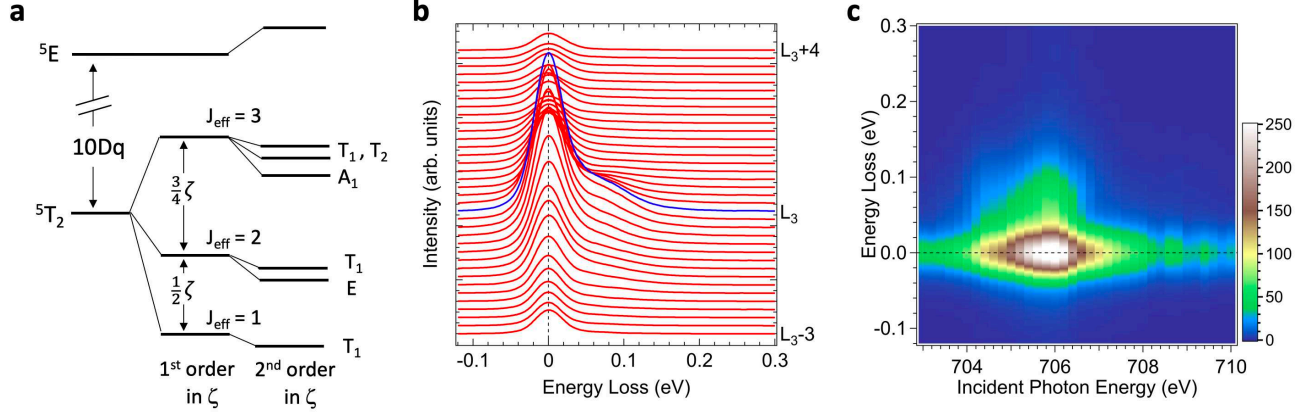 a
⁵E
10Dq
⁵T₂
J_eff = 3
3/4 ζ
J_eff = 2
1/2 ζ
J_eff = 1
T₁ , T₂
A₁
T₁
E
T₁
1st order
in ζ
2nd order
in ζ
b
Intensity (arb. units)
L₃+4
L₃
L₃-3
-0.1 0 0.1 0.2 0.3
Energy Loss (eV)
c
Energy Loss (eV)
0.3
0.2
0.1
0.0
-0.1
704 706 708 710
Incident Photon Energy (eV)
250
200
150
100
50
0